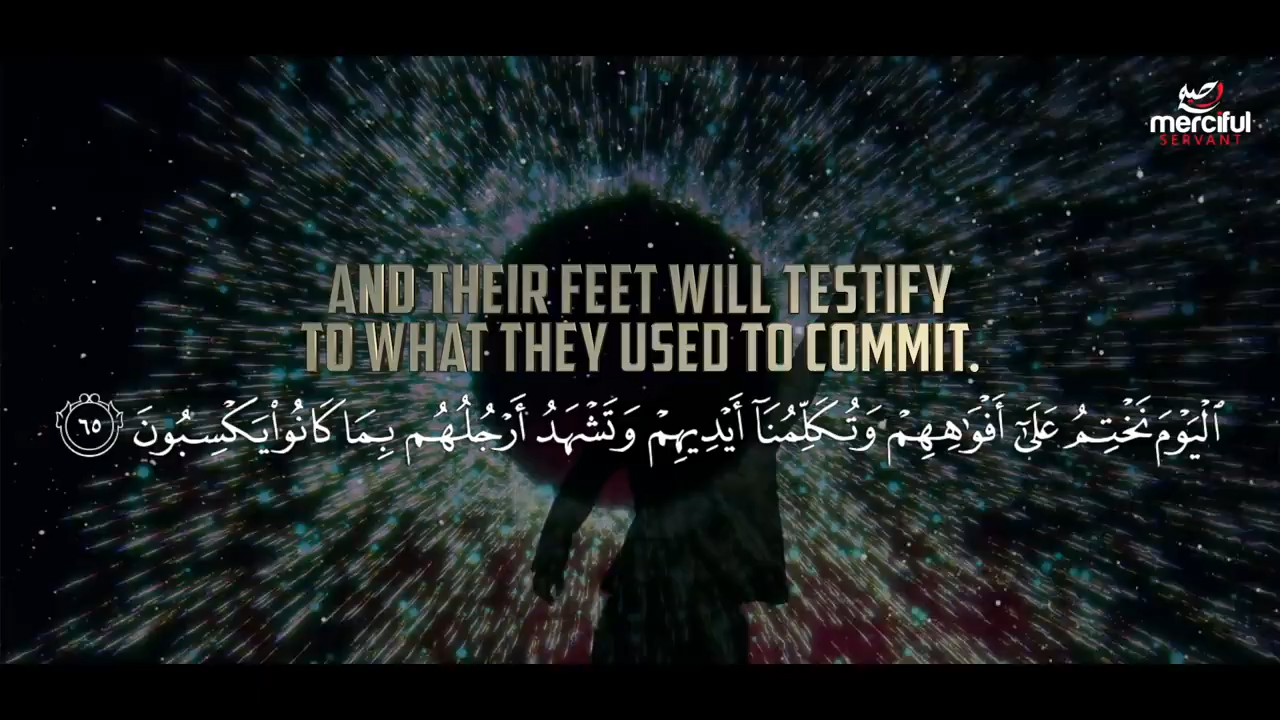 merciful
SERVANT
AND THEIR FEET WILL TESTIFY
TO WHAT THEY USED TO COMMIT.
ٱلْيَوْمَ نَخْتِمُ عَلَىٰٓ أَفْوَٰهِهِمْ وَتُكَلِّمُنَآ أَيْدِيهِمْ وَتَشْهَدُ أَرْجُلُهُم بِمَا كَانُوا۟ يَكْسِبُونَ ٦٥